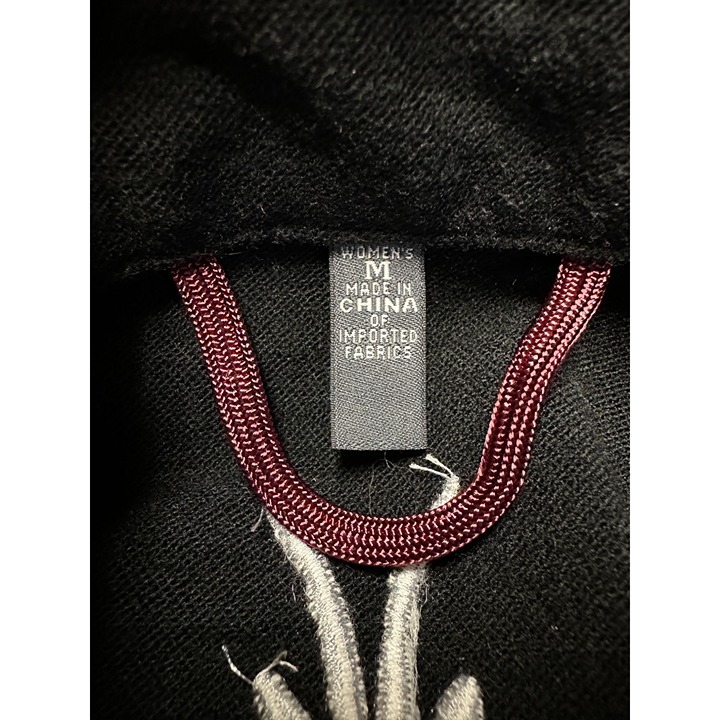 WOMEN'S
M
MADE IN
CHINA
OF
IMPORTED
FABRICS